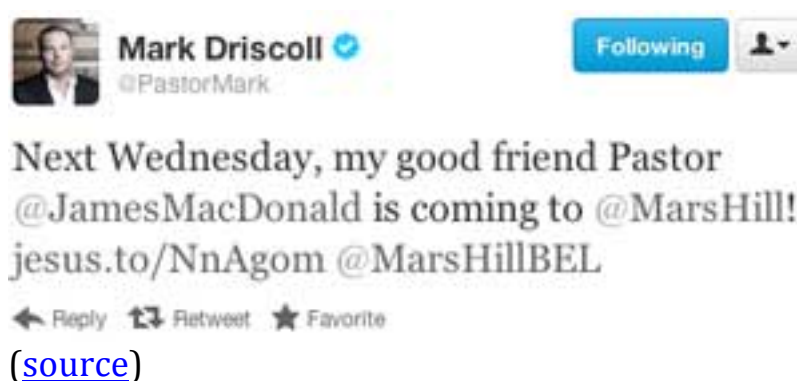 Mark Driscoll
Following
@PastorMark
Next Wednesday, my good friend Pastor
@JamesMacDonald is coming to @MarsHill!
jesus.to/NnAgom @MarsHillBEL
Reply Retweet Favorite
(source)